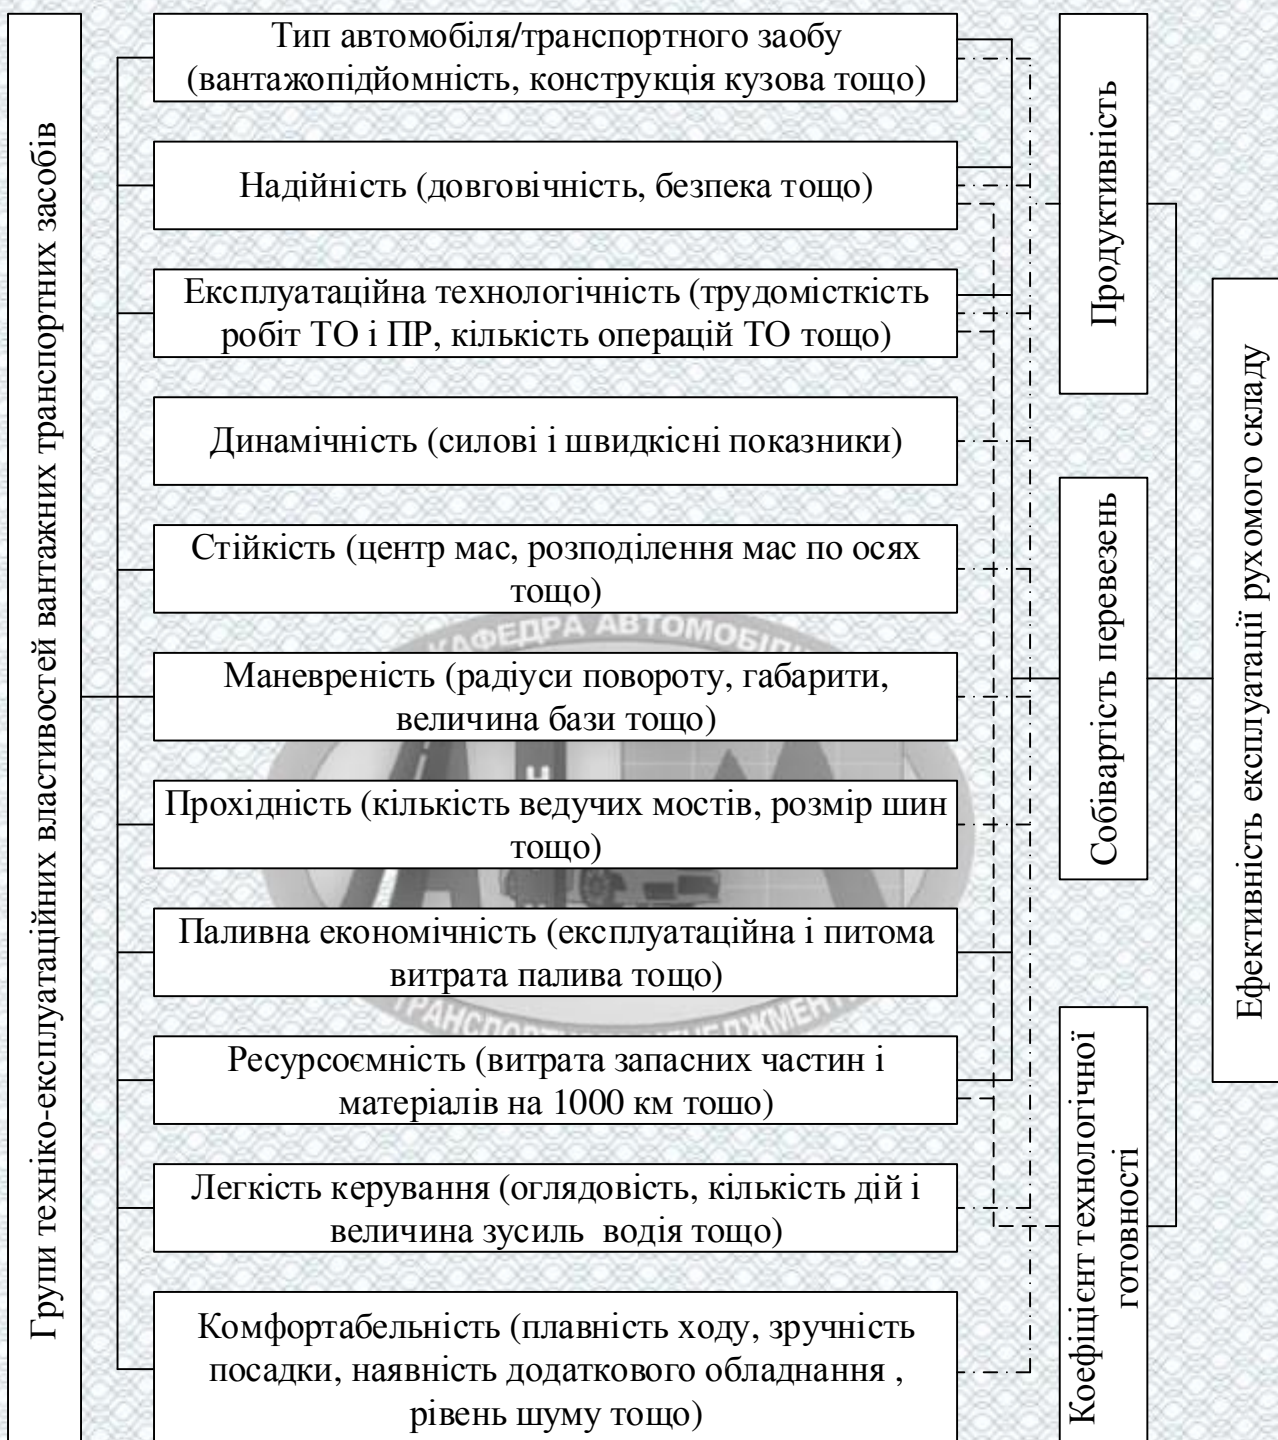 Групи техніко-експлуатаційних властивостей вантажних транспортних засобів
Тип автомобіля/транспортного заобу
(вантажопідйомність, конструкція кузова тощо)
Надійність (довговічність, безпека тощо)
Експлуатаційна технологічність (трудомісткість
робіт ТО і ПР, кількість операцій ТО тощо)
Динамічність (силові і швидкісні показники)
Стійкість (центр мас, розподілення мас по осях
тощо)
Маневреність (радіуси повороту, габарити,
величина бази тощо)
Прохідність (кількість ведучих мостів, розмір шин
тощо)
Паливна економічність (експлуатаційна і питома
витрата палива тощо)
Ресурсоємність (витрата запасних частин і
матеріалів на 1000 км тошо)
Легкість керування (оглядовість, кількість дій і
величина зусиль водія тощо)
Комфортабельність (плавність ходу, зручність
посадки, наявність додаткового обладнання ,
рівень шуму тощо)
Продуктивність
Собівартість перевезень
Коефіцієнт технологічної
готовності
Ефективність експлуатації рухомого складу
КАФЕДРА